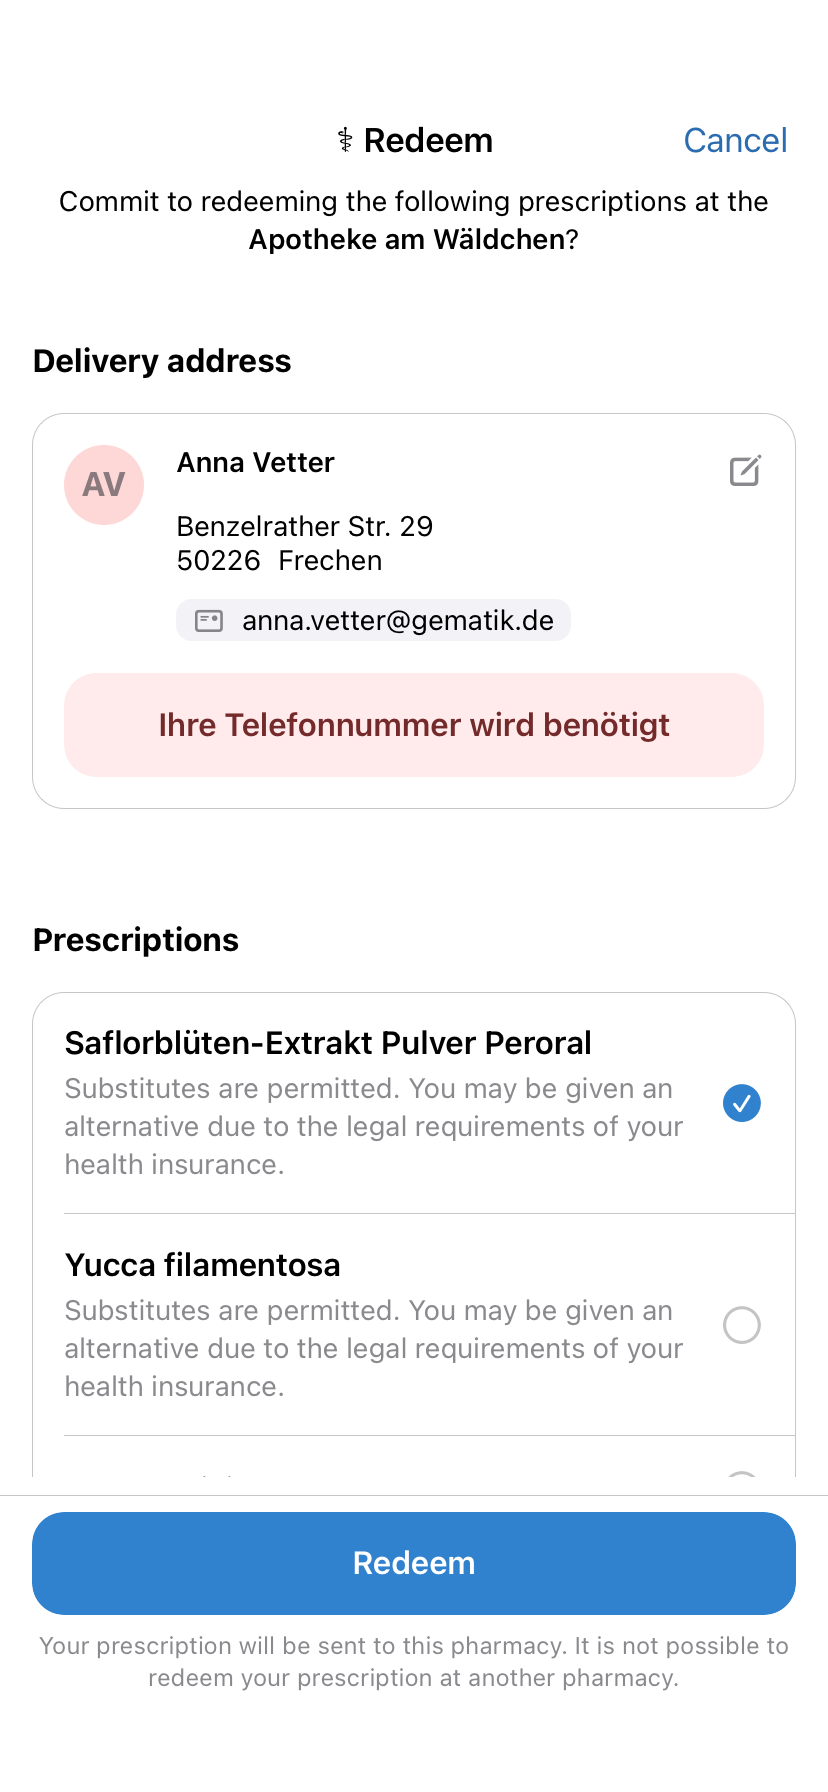 ⚕ Redeem
Cancel
Commit to redeeming the following prescriptions at the
Apotheke am Wäldchen?
Delivery address
AV
Anna Vetter
Benzelrather Str. 29
50226 Frechen
anna.vetter@gematik.de
Ihre Telefonnummer wird benötigt
Prescriptions
Saflorblüten-Extrakt Pulver Peroral
Substitutes are permitted. You may be given an
alternative due to the legal requirements of your
health insurance.
Yucca filamentosa
Substitutes are permitted. You may be given an
alternative due to the legal requirements of your
health insurance.
Redeem
Your prescription will be sent to this pharmacy. It is not possible to
redeem your prescription at another pharmacy.